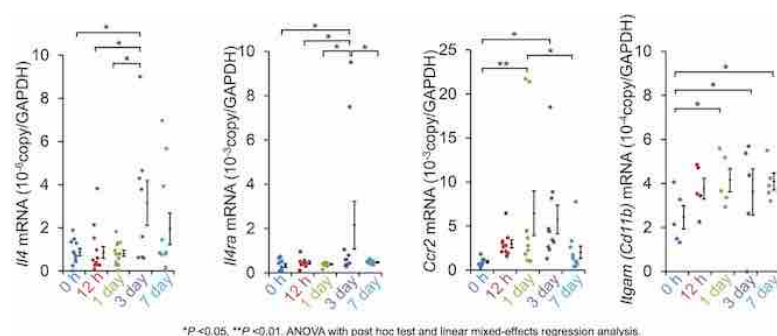 Il4 mRNA (10⁻⁶copy/GAPDH)
10
8
6
4
2
0
*
*
*
0 h
12 h
1 day
3 day
7 day
Il4ra mRNA (10⁻³copy/GAPDH)
10
8
6
4
2
0
*
*
* *
0 h
12 h
1 day
3 day
7 day
Ccr2 mRNA (10⁻³copy/GAPDH)
25
20
15
10
5
0
*
** *
0 h
12 h
1 day
3 day
7 day
Itgam (Cd11b) mRNA (10⁻⁴copy/GAPDH)
10
8
6
4
2
0
*
*
*
0 h
12 h
1 day
3 day
7 day
*P <0.05, **P <0.01. ANOVA with post hoc test and linear mixed-effects regression analysis.